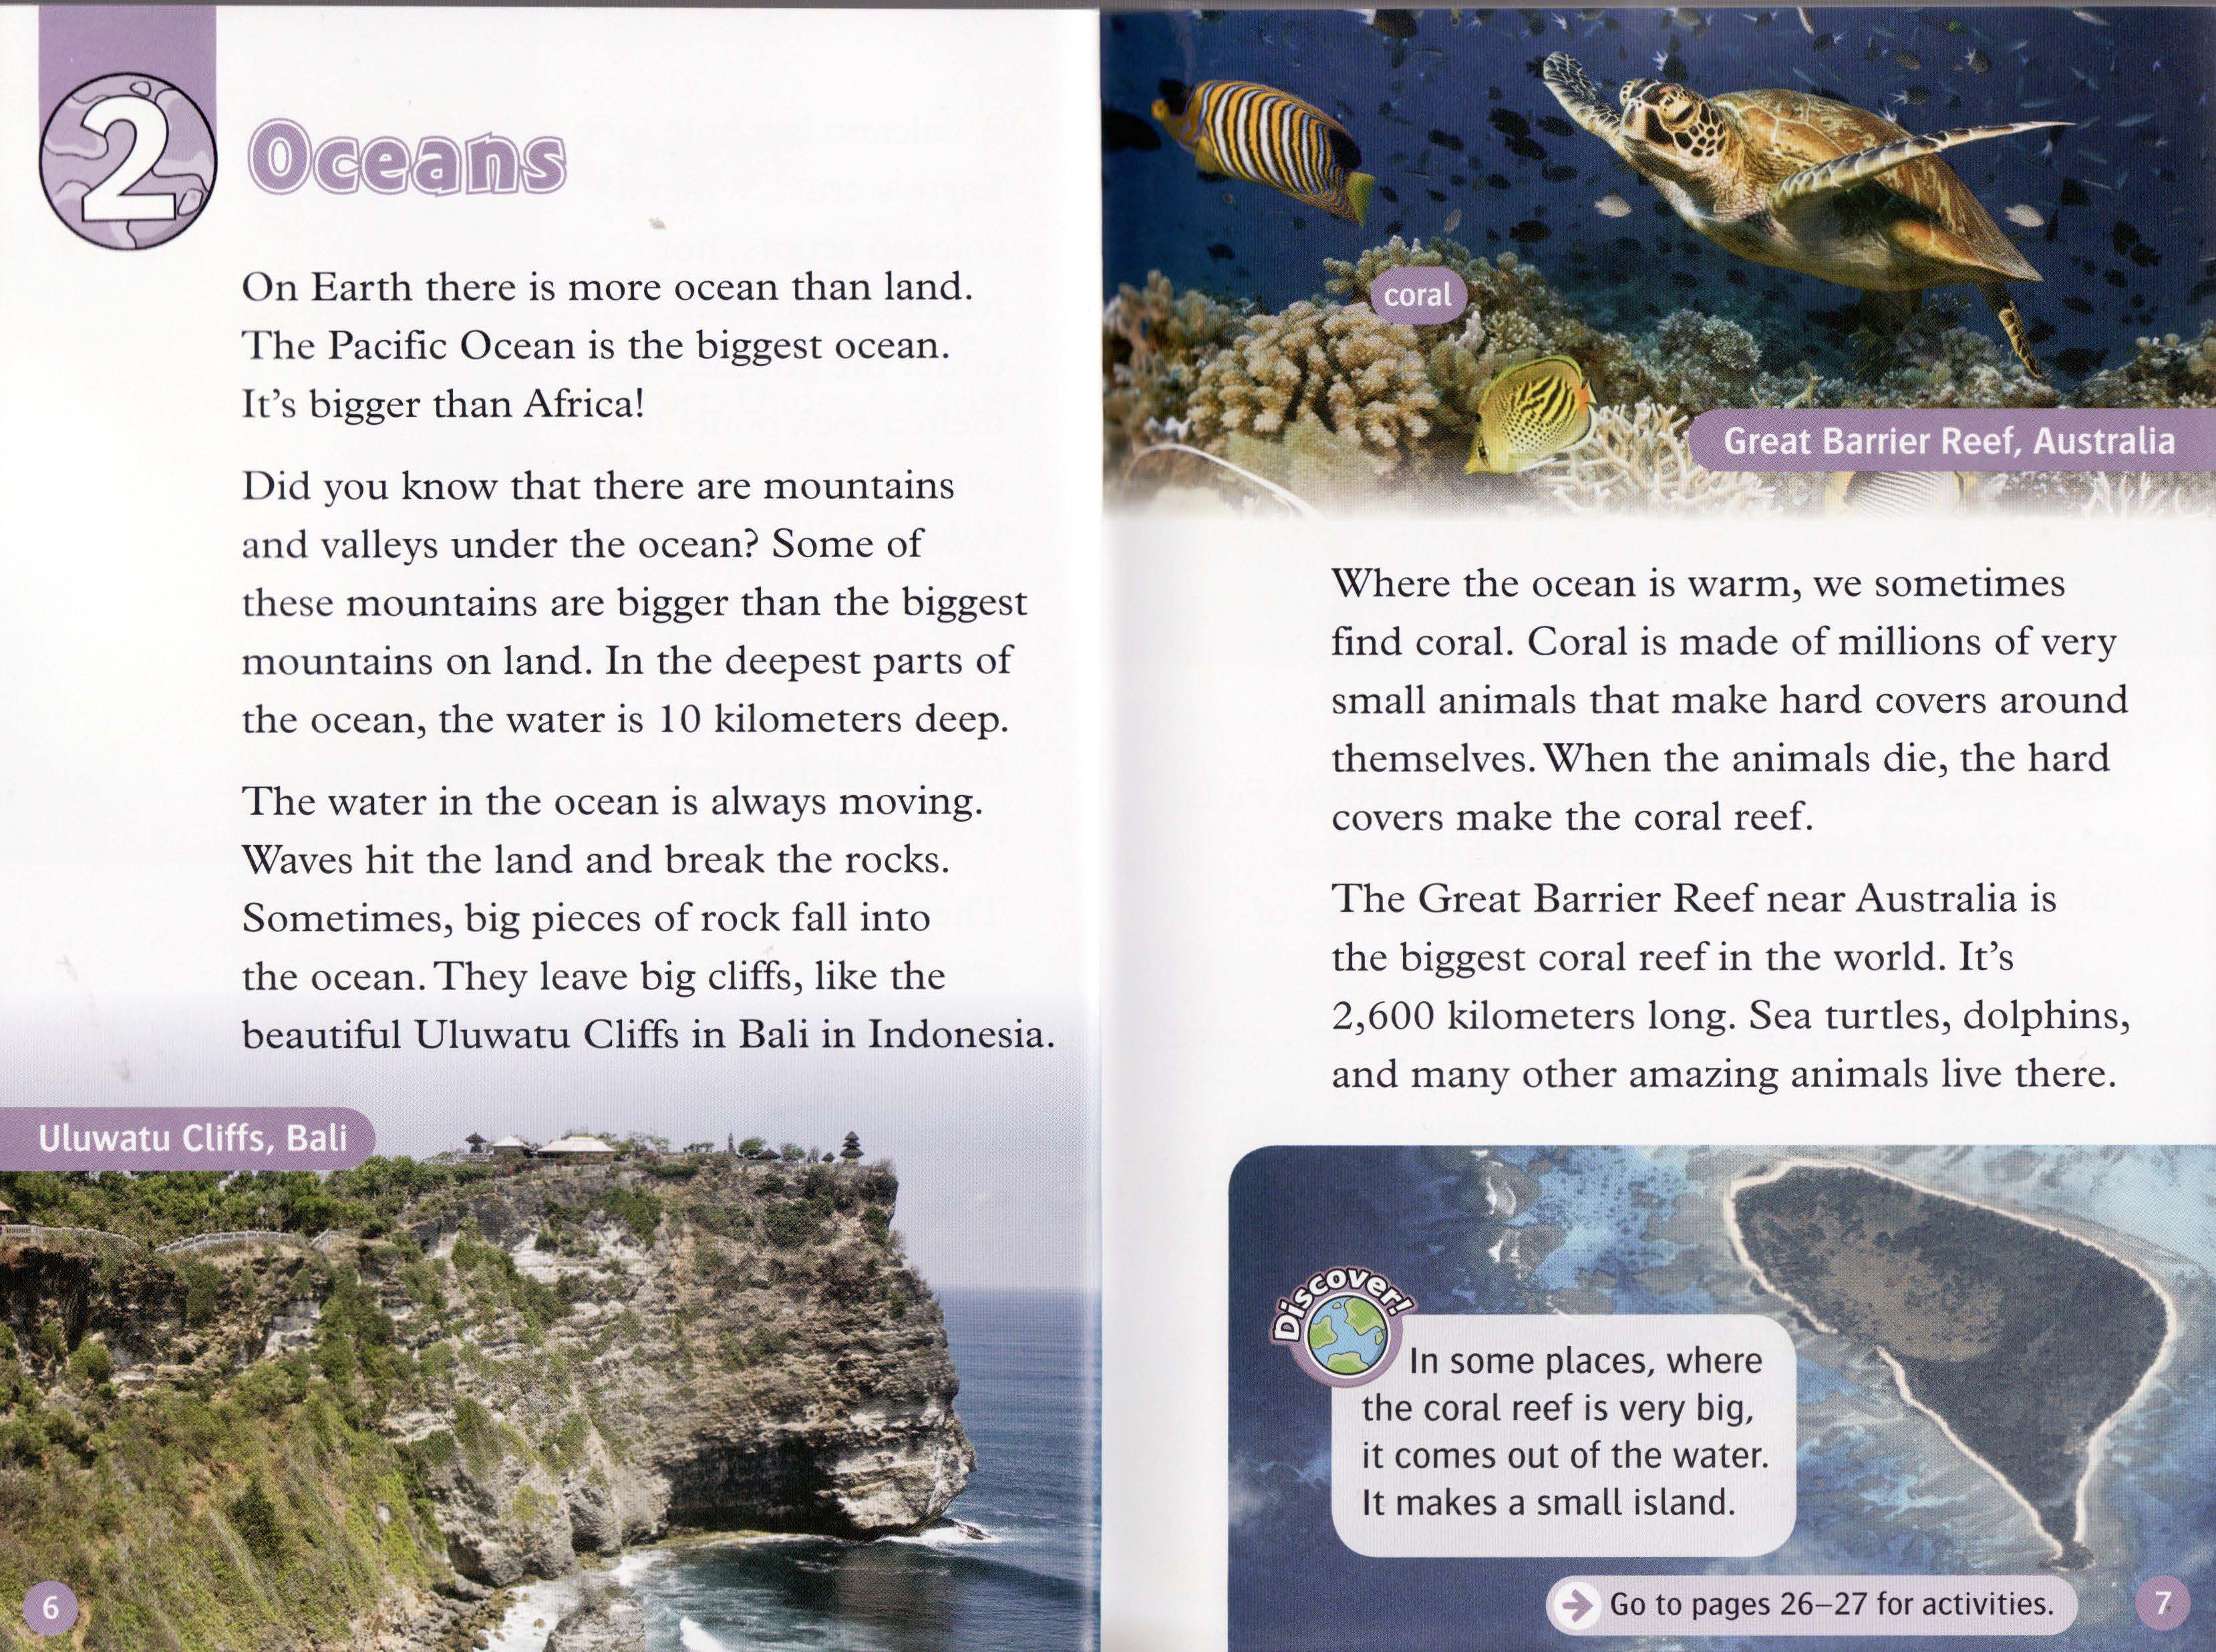 2
Oceans
On Earth there is more ocean than land.
The Pacific Ocean is the biggest ocean.
It's bigger than Africa!
Did you know that there are mountains
and valleys under the ocean? Some of
these mountains are bigger than the biggest
mountains on land. In the deepest parts of
the ocean, the water is 10 kilometers deep.
The water in the ocean is always moving.
Waves hit the land and break the rocks.
Sometimes, big pieces of rock fall into
the ocean. They leave big cliffs, like the
beautiful Uluwatu Cliffs in Bali in Indonesia.
Uluwatu Cliffs, Bali
6
coral
Great Barrier Reef, Australia
Where the ocean is warm, we sometimes
find coral. Coral is made of millions of very
small animals that make hard covers around
themselves. When the animals die, the hard
covers make the coral reef.
The Great Barrier Reef near Australia is
the biggest coral reef in the world. It's
2,600 kilometers long. Sea turtles, dolphins,
and many other amazing animals live there.
Discover!
In some places, where
the coral reef is very big,
it comes out of the water.
It makes a small island.
Go to pages 26–27 for activities.
7